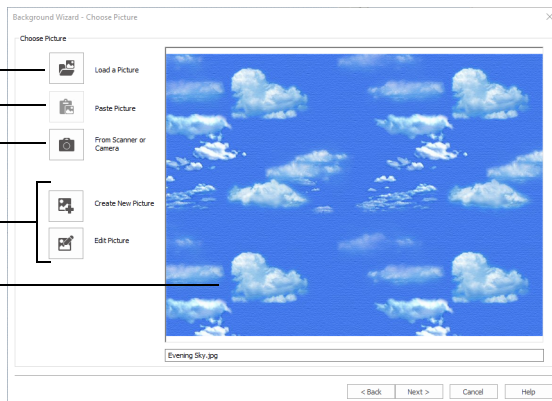 Background Wizard - Choose Picture
Choose Picture
Load a Picture
Paste Picture
From Scanner or
Camera
Create New Picture
Edit Picture
Evening Sky.jpg
< Back
Next >
Cancel
Help